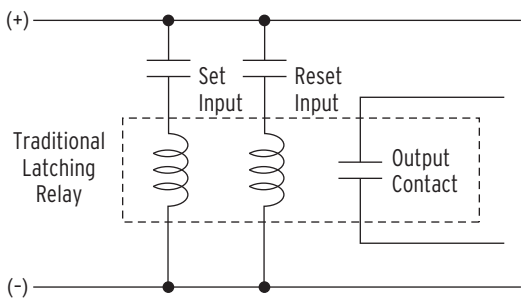 (+)
Set
Input
Reset
Input
Traditional
Latching
Relay
Output
Contact
(–)